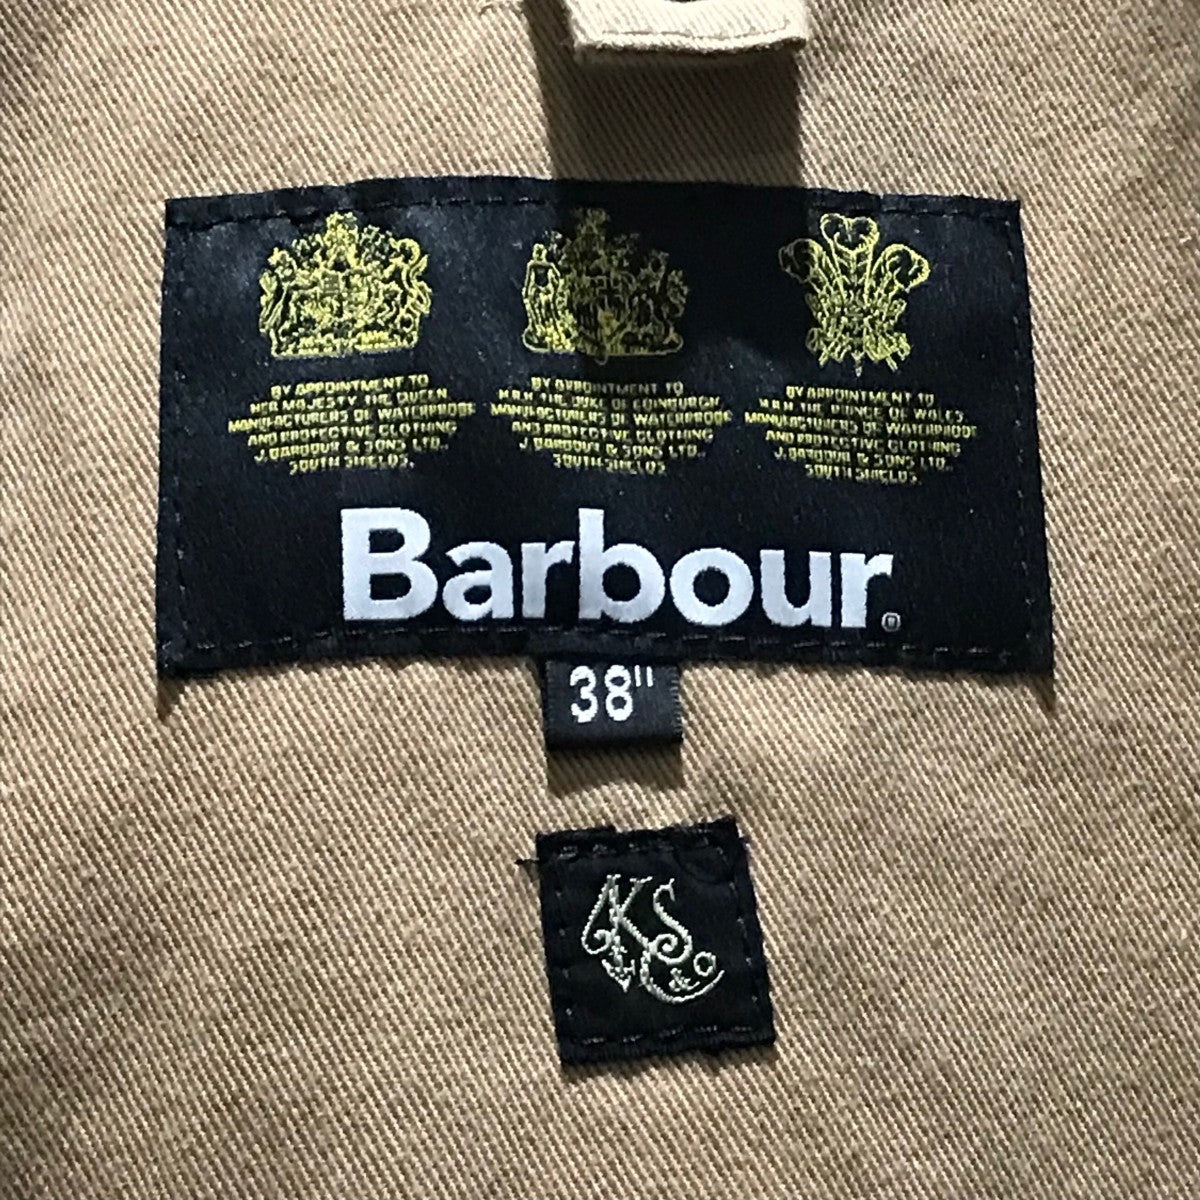 BY APPOINTMENT TO
HER MAJESTY THE QUEEN
MANUFACTURERS OF WATERPROOF
AND PROTECTIVE CLOTHING
J. BARBOUR & SONS LTD.
SOUTH SHIELDS.
BY APPOINTMENT TO
H.R.H. THE DUKE OF EDINBURGH
MANUFACTURERS OF WATERPROOF
AND PROTECTIVE CLOTHING
J. BARBOUR & SONS LTD.
SOUTH SHIELDS
BY APPOINTMENT TO
H.R.H. THE PRINCE OF WALES
MANUFACTURERS OF WATERPROOF
AND PROTECTIVE CLOTHING
J. BARBOUR & SONS LTD.
SOUTH SHIELDS
Barbour®
38"